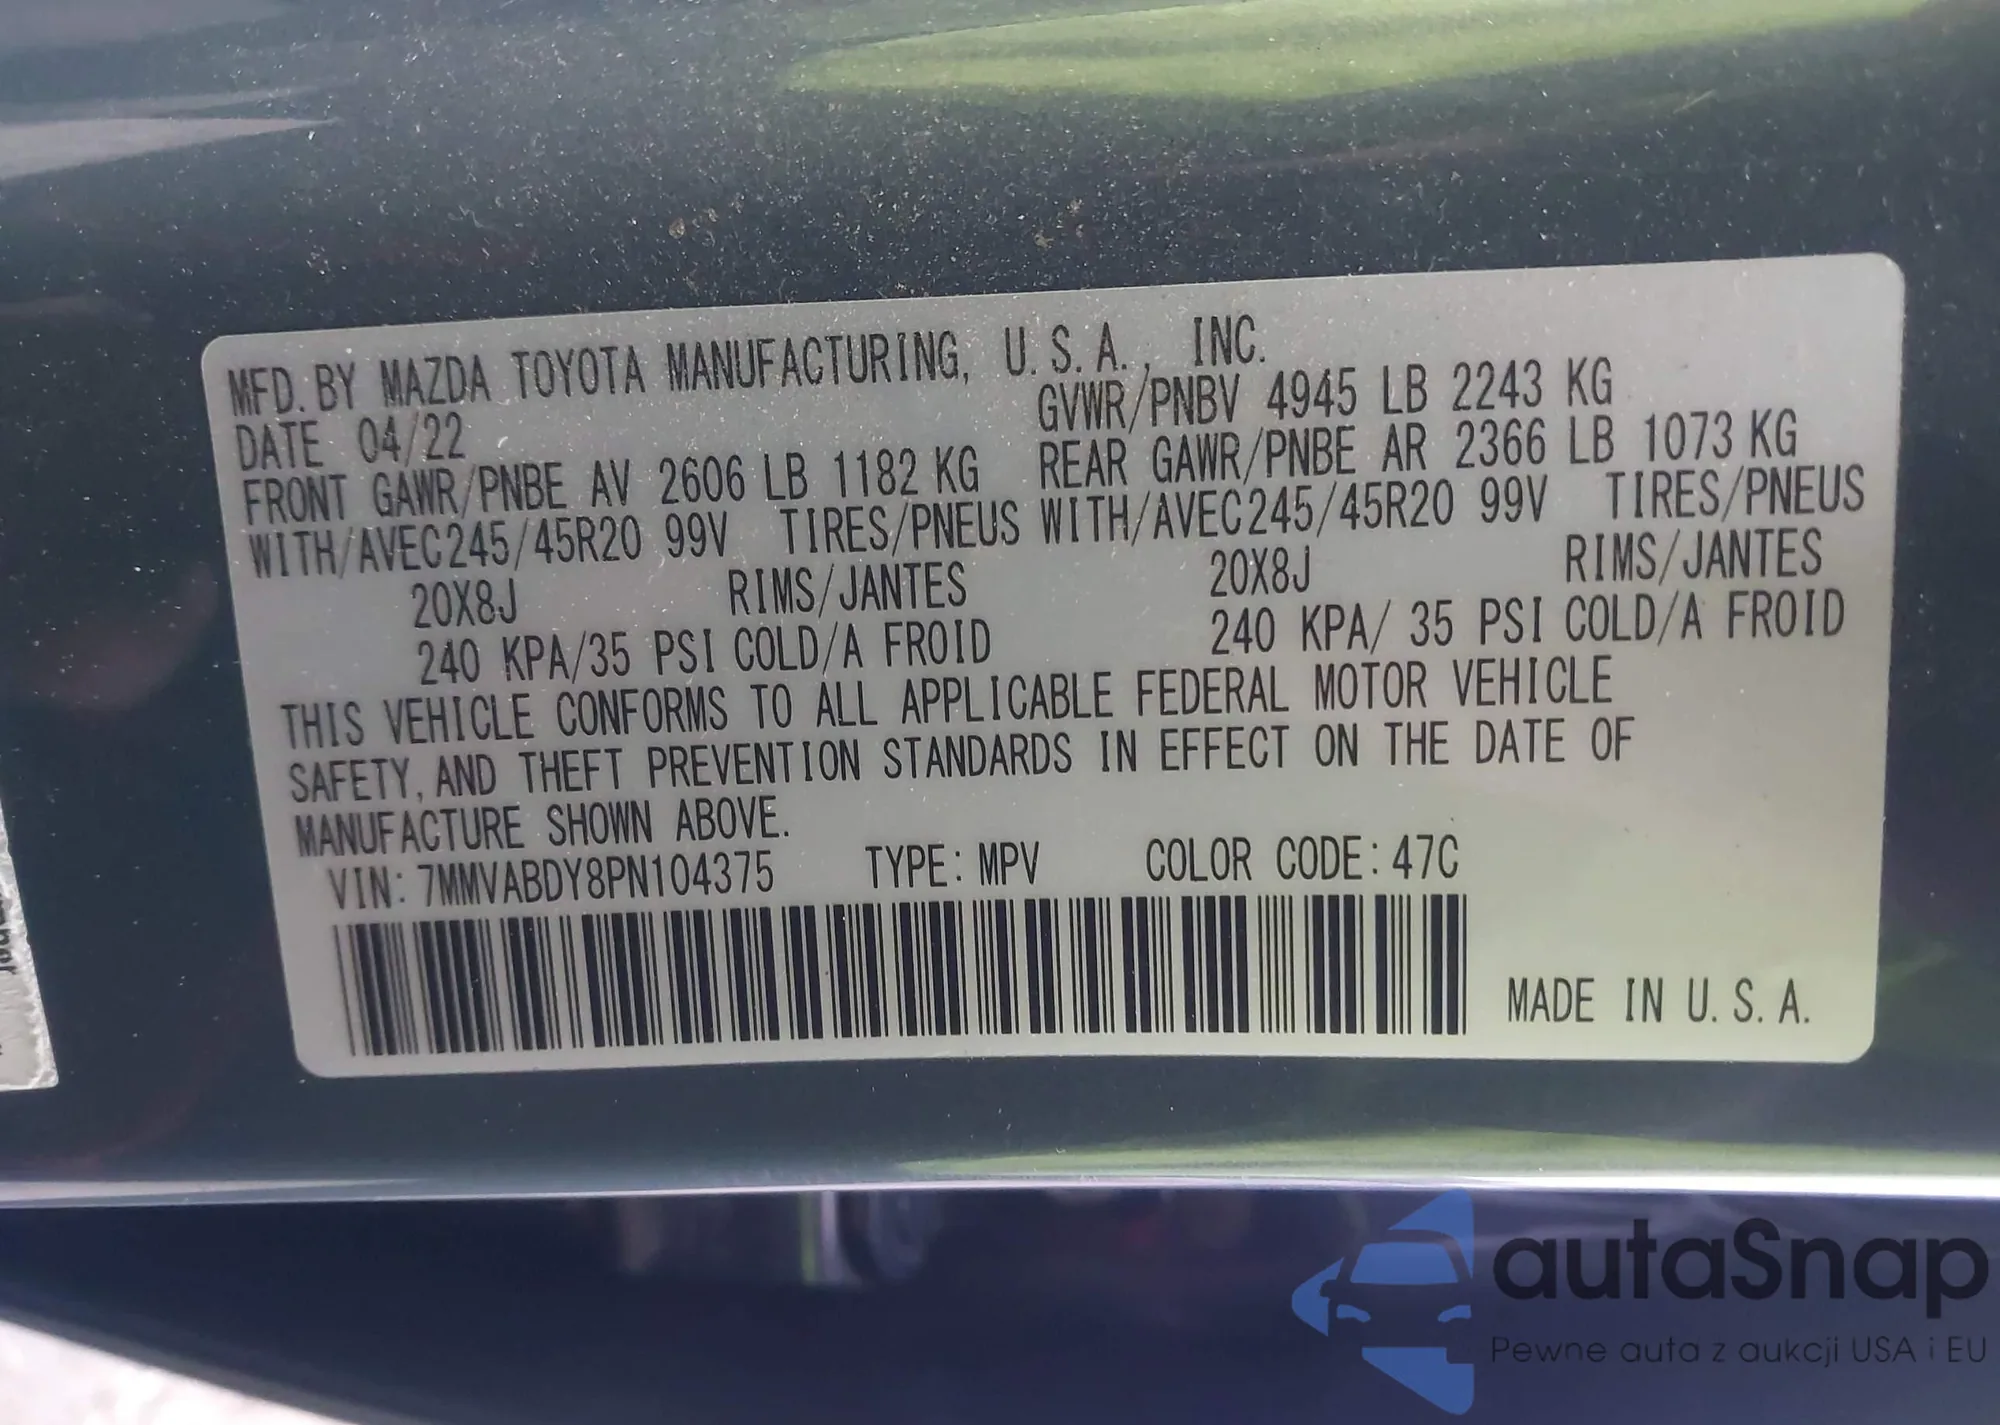 MFD. BY MAZDA TOYOTA MANUFACTURING, U.S.A., INC.
DATE 04/22 GVWR/PNBV 4945 LB 2243 KG
FRONT GAWR/PNBE AV 2606 LB 1182 KG REAR GAWR/PNBE AR 2366 LB 1073 KG
WITH/AVEC245/45R20 99V TIRES/PNEUS WITH/AVEC245/45R20 99V TIRES/PNEUS
20X8J RIMS/JANTES 20X8J RIMS/JANTES
240 KPA/35 PSI COLD/A FROID 240 KPA/ 35 PSI COLD/A FROID
THIS VEHICLE CONFORMS TO ALL APPLICABLE FEDERAL MOTOR VEHICLE
SAFETY, AND THEFT PREVENTION STANDARDS IN EFFECT ON THE DATE OF
MANUFACTURE SHOWN ABOVE.
VIN: 7MMVABDY8PN104375 TYPE: MPV COLOR CODE: 47C
MADE IN U.S.A.
autaSnap
Pewne auta z aukcji USA i EU